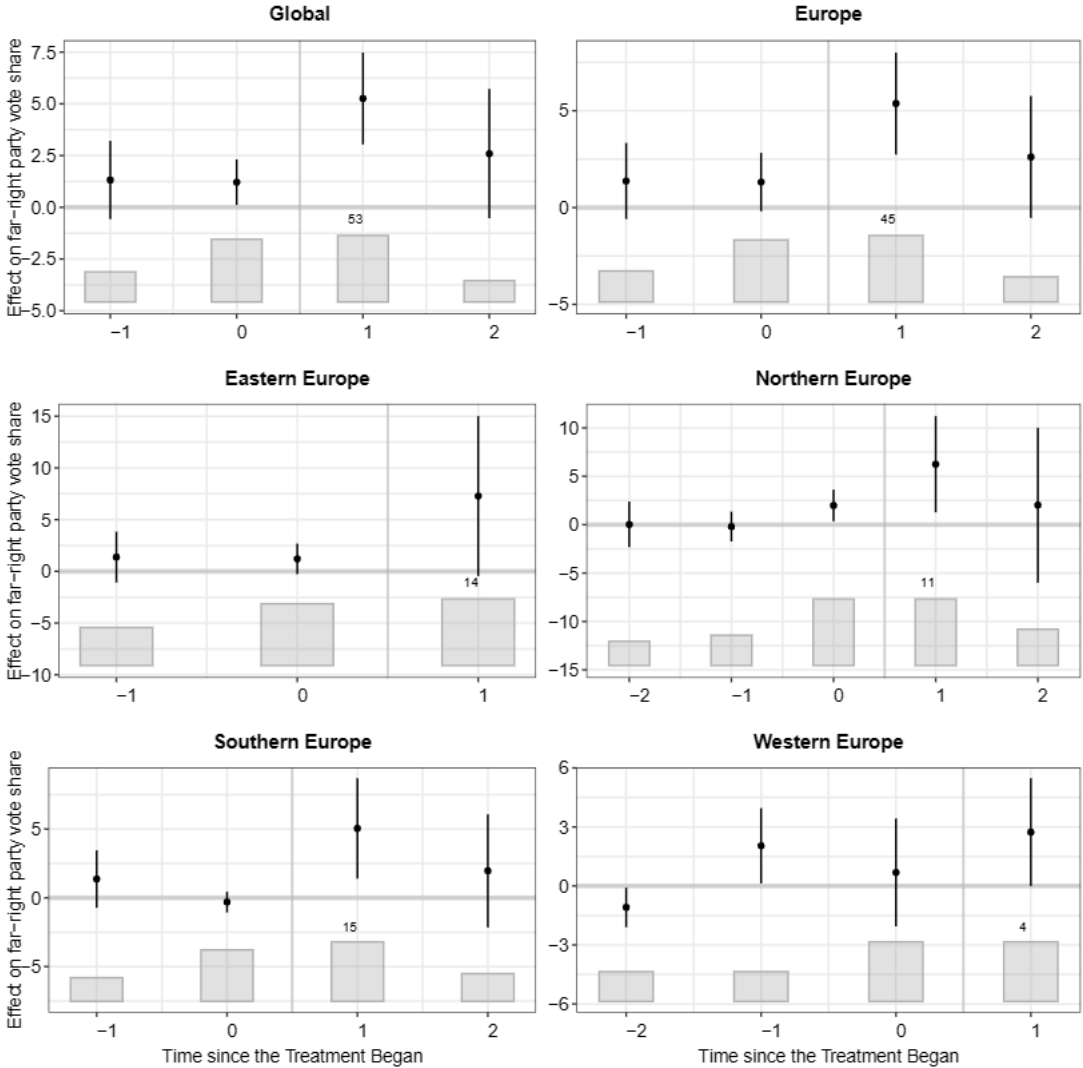 Global
Effect on far−right party vote share
7.5
5.0
2.5
0.0
−2.5
−5.0
53
−1 0 1 2
Europe
5
0
−5
45
−1 0 1 2
Eastern Europe
Effect on far−right party vote share
15
10
5
0
−5
−10
14
−1 0 1
Northern Europe
10
5
0
−5
−10
−15
11
−2 −1 0 1 2
Southern Europe
Effect on far−right party vote share
5
0
−5
15
−1 0 1 2
Time since the Treatment Began
Western Europe
6
3
0
−3
−6
4
−2 −1 0 1
Time since the Treatment Began